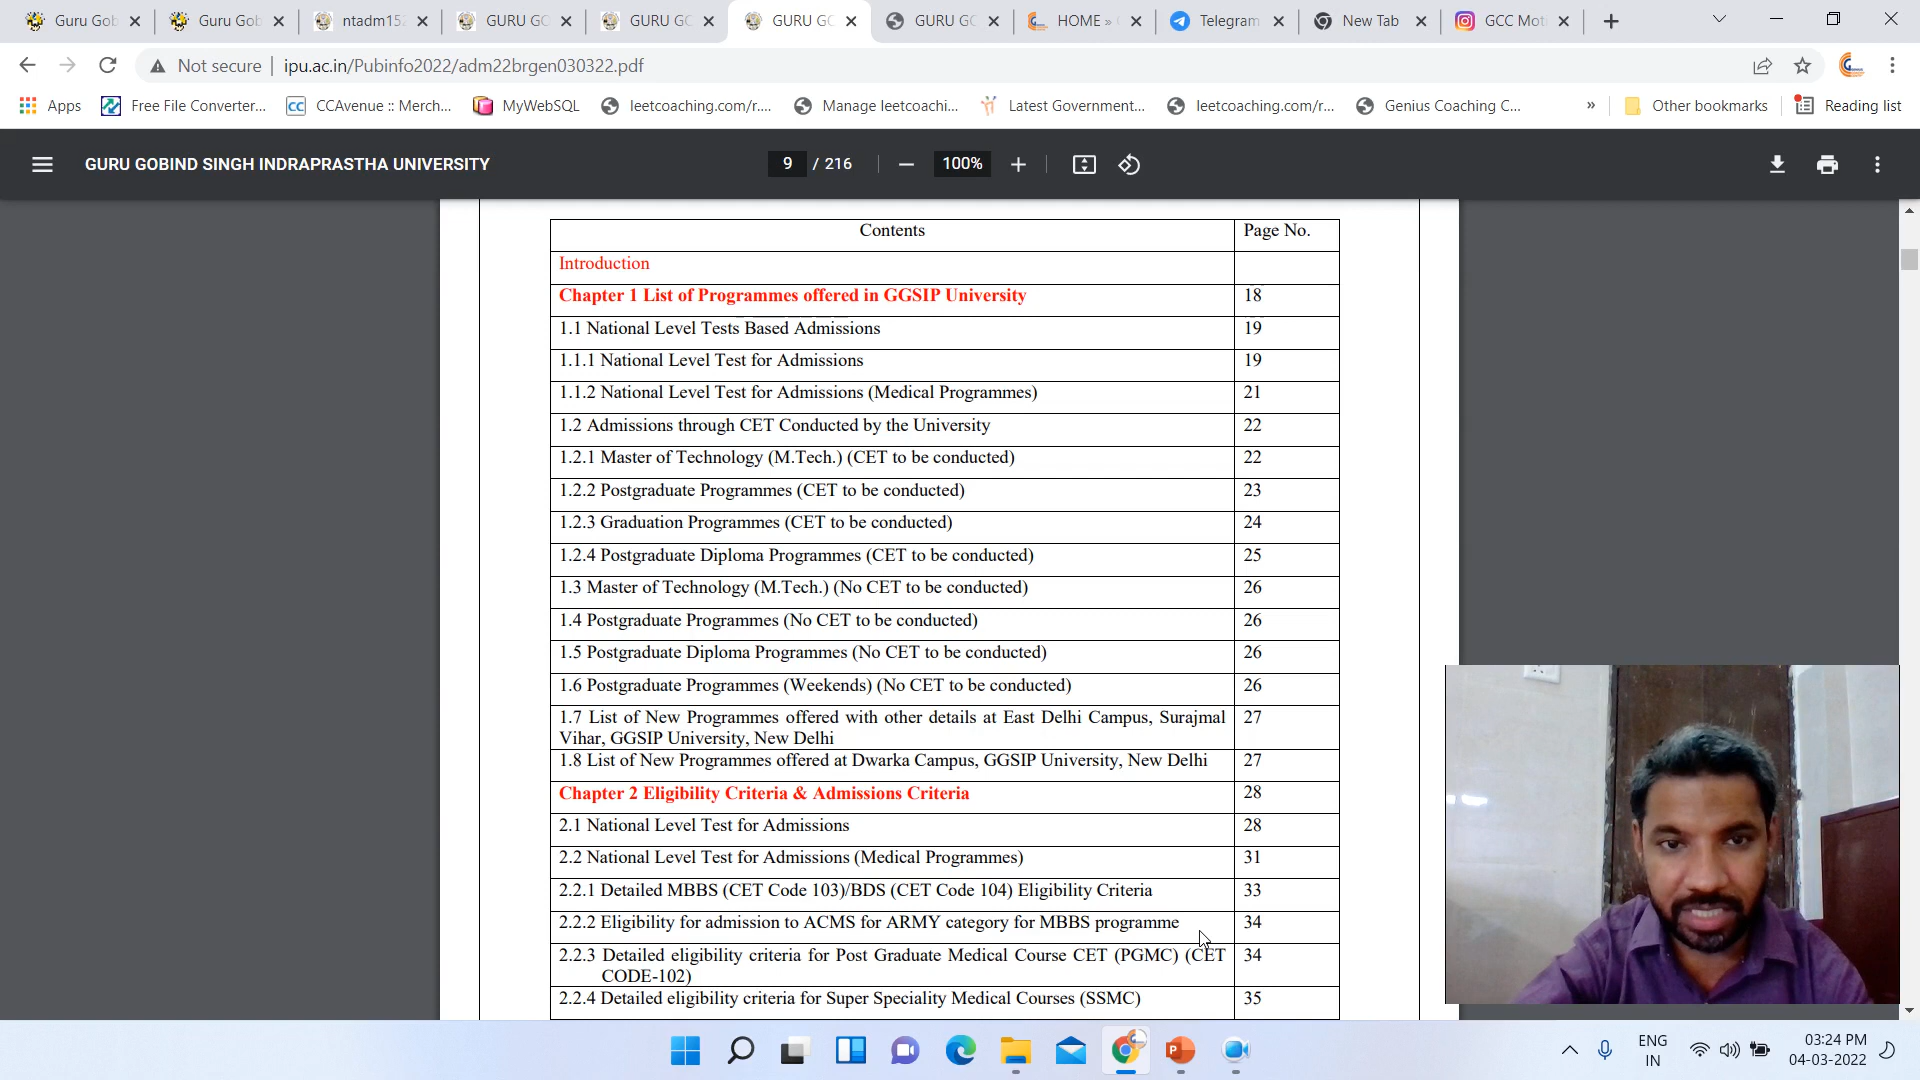 Guru Gob
Guru Gob
ntadm15
GURU GO
GURU GC
GURU GC
GURU GC
HOME »
Telegram
New Tab
GCC Mot
Not secure
ipu.ac.in/Pubinfo2022/adm22brgen030322.pdf
Apps
Free File Converter...
CCAvenue :: Merch...
MyWebSQL
leetcoaching.com/r....
Manage leetcoachi...
Latest Government...
leetcoaching.com/r...
Genius Coaching C...
»
Other bookmarks
Reading list
GURU GOBIND SINGH INDRAPRASTHA UNIVERSITY
9 / 216
100%
Contents Page No.
Introduction
Chapter 1 List of Programmes offered in GGSIP University 18
1.1 National Level Tests Based Admissions 19
1.1.1 National Level Test for Admissions 19
1.1.2 National Level Test for Admissions (Medical Programmes) 21
1.2 Admissions through CET Conducted by the University 22
1.2.1 Master of Technology (M.Tech.) (CET to be conducted) 22
1.2.2 Postgraduate Programmes (CET to be conducted) 23
1.2.3 Graduation Programmes (CET to be conducted) 24
1.2.4 Postgraduate Diploma Programmes (CET to be conducted) 25
1.3 Master of Technology (M.Tech.) (No CET to be conducted) 26
1.4 Postgraduate Programmes (No CET to be conducted) 26
1.5 Postgraduate Diploma Programmes (No CET to be conducted) 26
1.6 Postgraduate Programmes (Weekends) (No CET to be conducted) 26
1.7 List of New Programmes offered with other details at East Delhi Campus, Surajmal 27
Vihar, GGSIP University, New Delhi
1.8 List of New Programmes offered at Dwarka Campus, GGSIP University, New Delhi 27
Chapter 2 Eligibility Criteria & Admissions Criteria 28
2.1 National Level Test for Admissions 28
2.2 National Level Test for Admissions (Medical Programmes) 31
2.2.1 Detailed MBBS (CET Code 103)/BDS (CET Code 104) Eligibility Criteria 33
2.2.2 Eligibility for admission to ACMS for ARMY category for MBBS programme 34
2.2.3 Detailed eligibility criteria for Post Graduate Medical Course CET (PGMC) (CET 34
CODE-102)
2.2.4 Detailed eligibility criteria for Super Speciality Medical Courses (SSMC) 35
ENG
IN
03:24 PM
04-03-2022